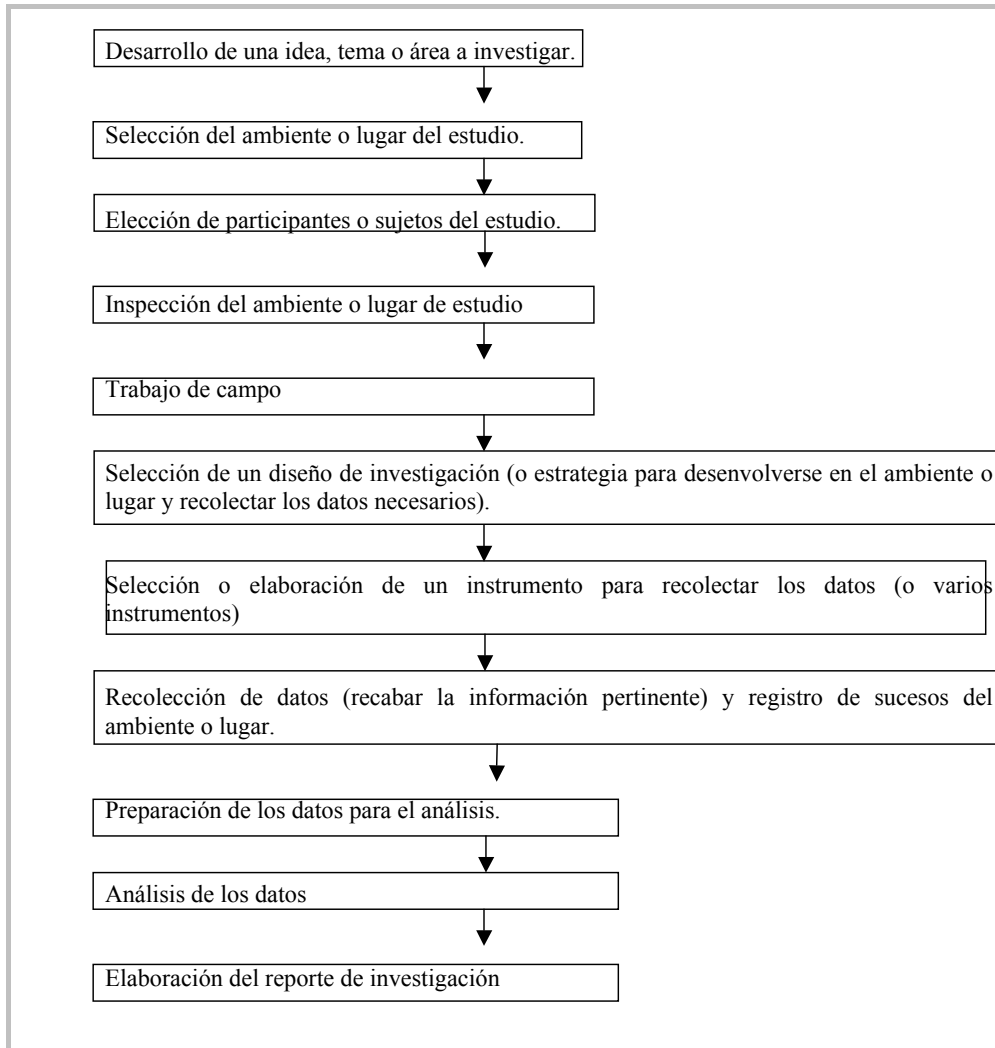 Desarrollo de una idea, tema o área a investigar.
Selección del ambiente o lugar del estudio.
Elección de participantes o sujetos del estudio.
Inspección del ambiente o lugar de estudio
Trabajo de campo
Selección de un diseño de investigación (o estrategia para desenvolverse en el ambiente o
lugar y recolectar los datos necesarios).
Selección o elaboración de un instrumento para recolectar los datos (o varios
instrumentos)
Recolección de datos (recabar la información pertinente) y registro de sucesos del
ambiente o lugar.
Preparación de los datos para el análisis.
Análisis de los datos
Elaboración del reporte de investigación